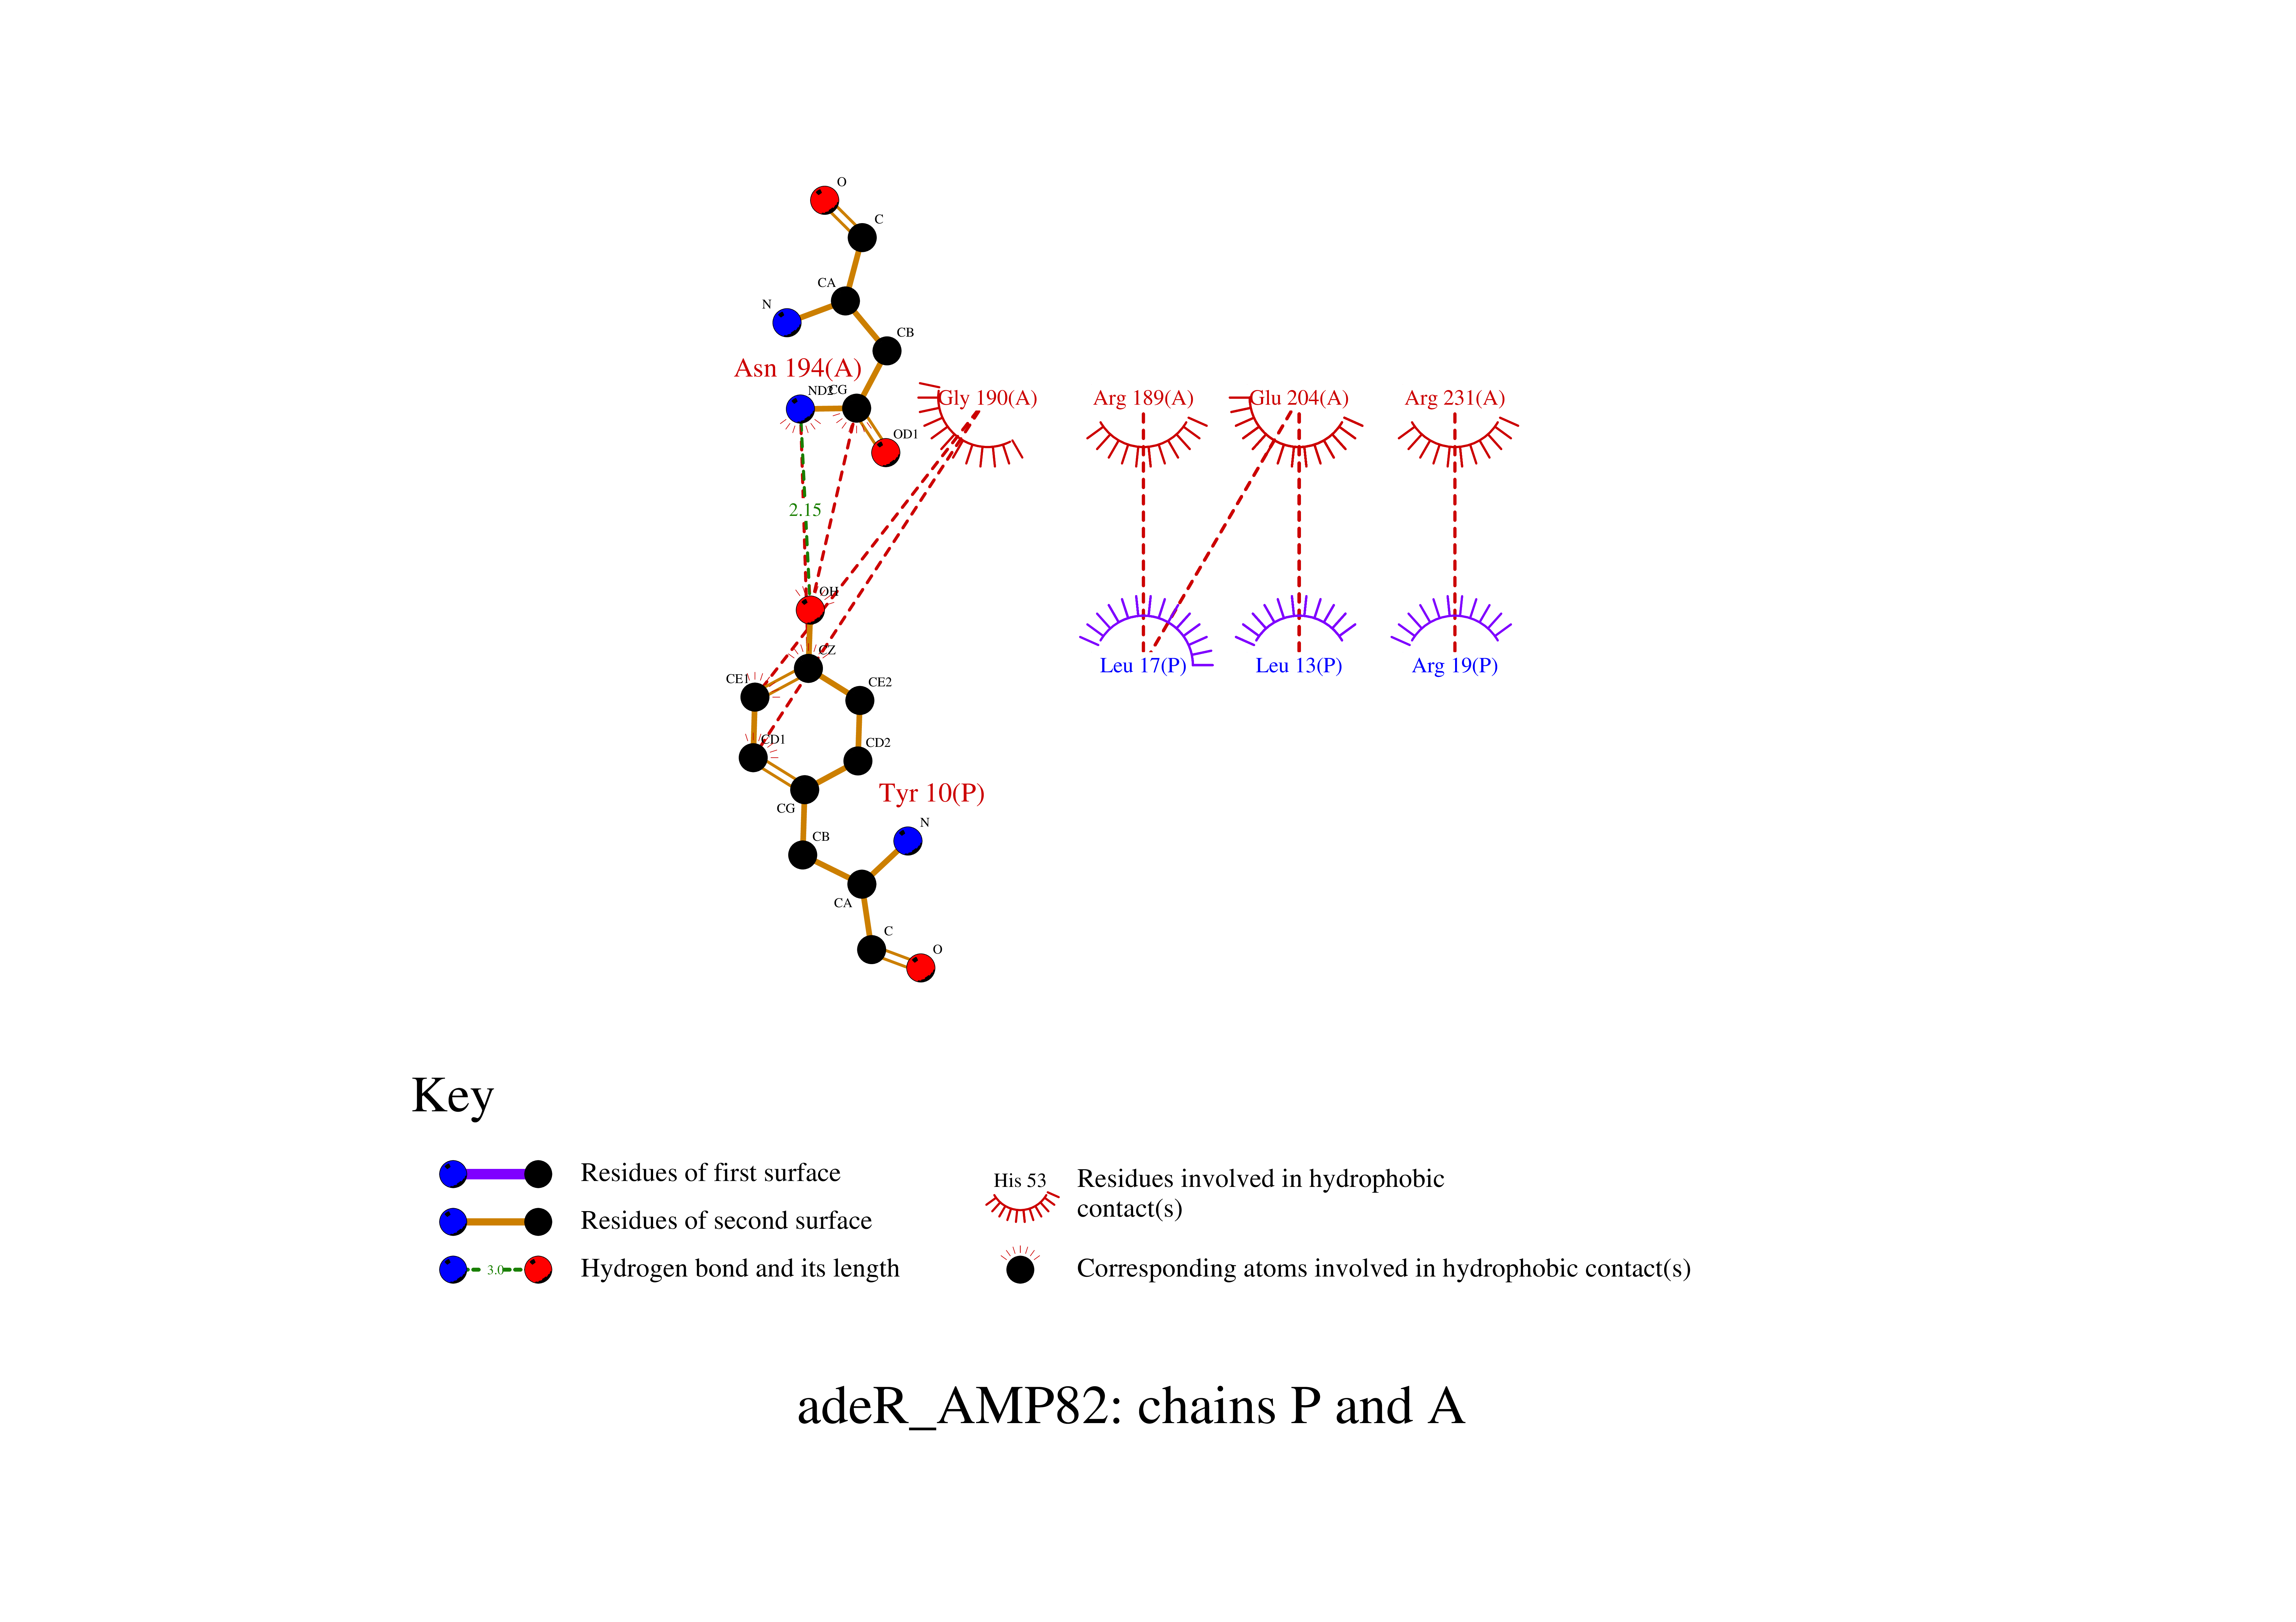 O
C
CA
N
CB
Asn 194(A)
ND2
CG
OD1
Gly 190(A)
Arg 189(A)
Glu 204(A)
Arg 231(A)
2.15
OH
CZ
CE1
CE2
CD1
CD2
CG
Tyr 10(P)
CB
N
CA
C
O
Leu 17(P)
Leu 13(P)
Arg 19(P)
Key
Residues of first surface
Residues of second surface
3.0
Hydrogen bond and its length
His 53
Residues involved in hydrophobic
contact(s)
Corresponding atoms involved in hydrophobic contact(s)
adeR_AMP82: chains P and A